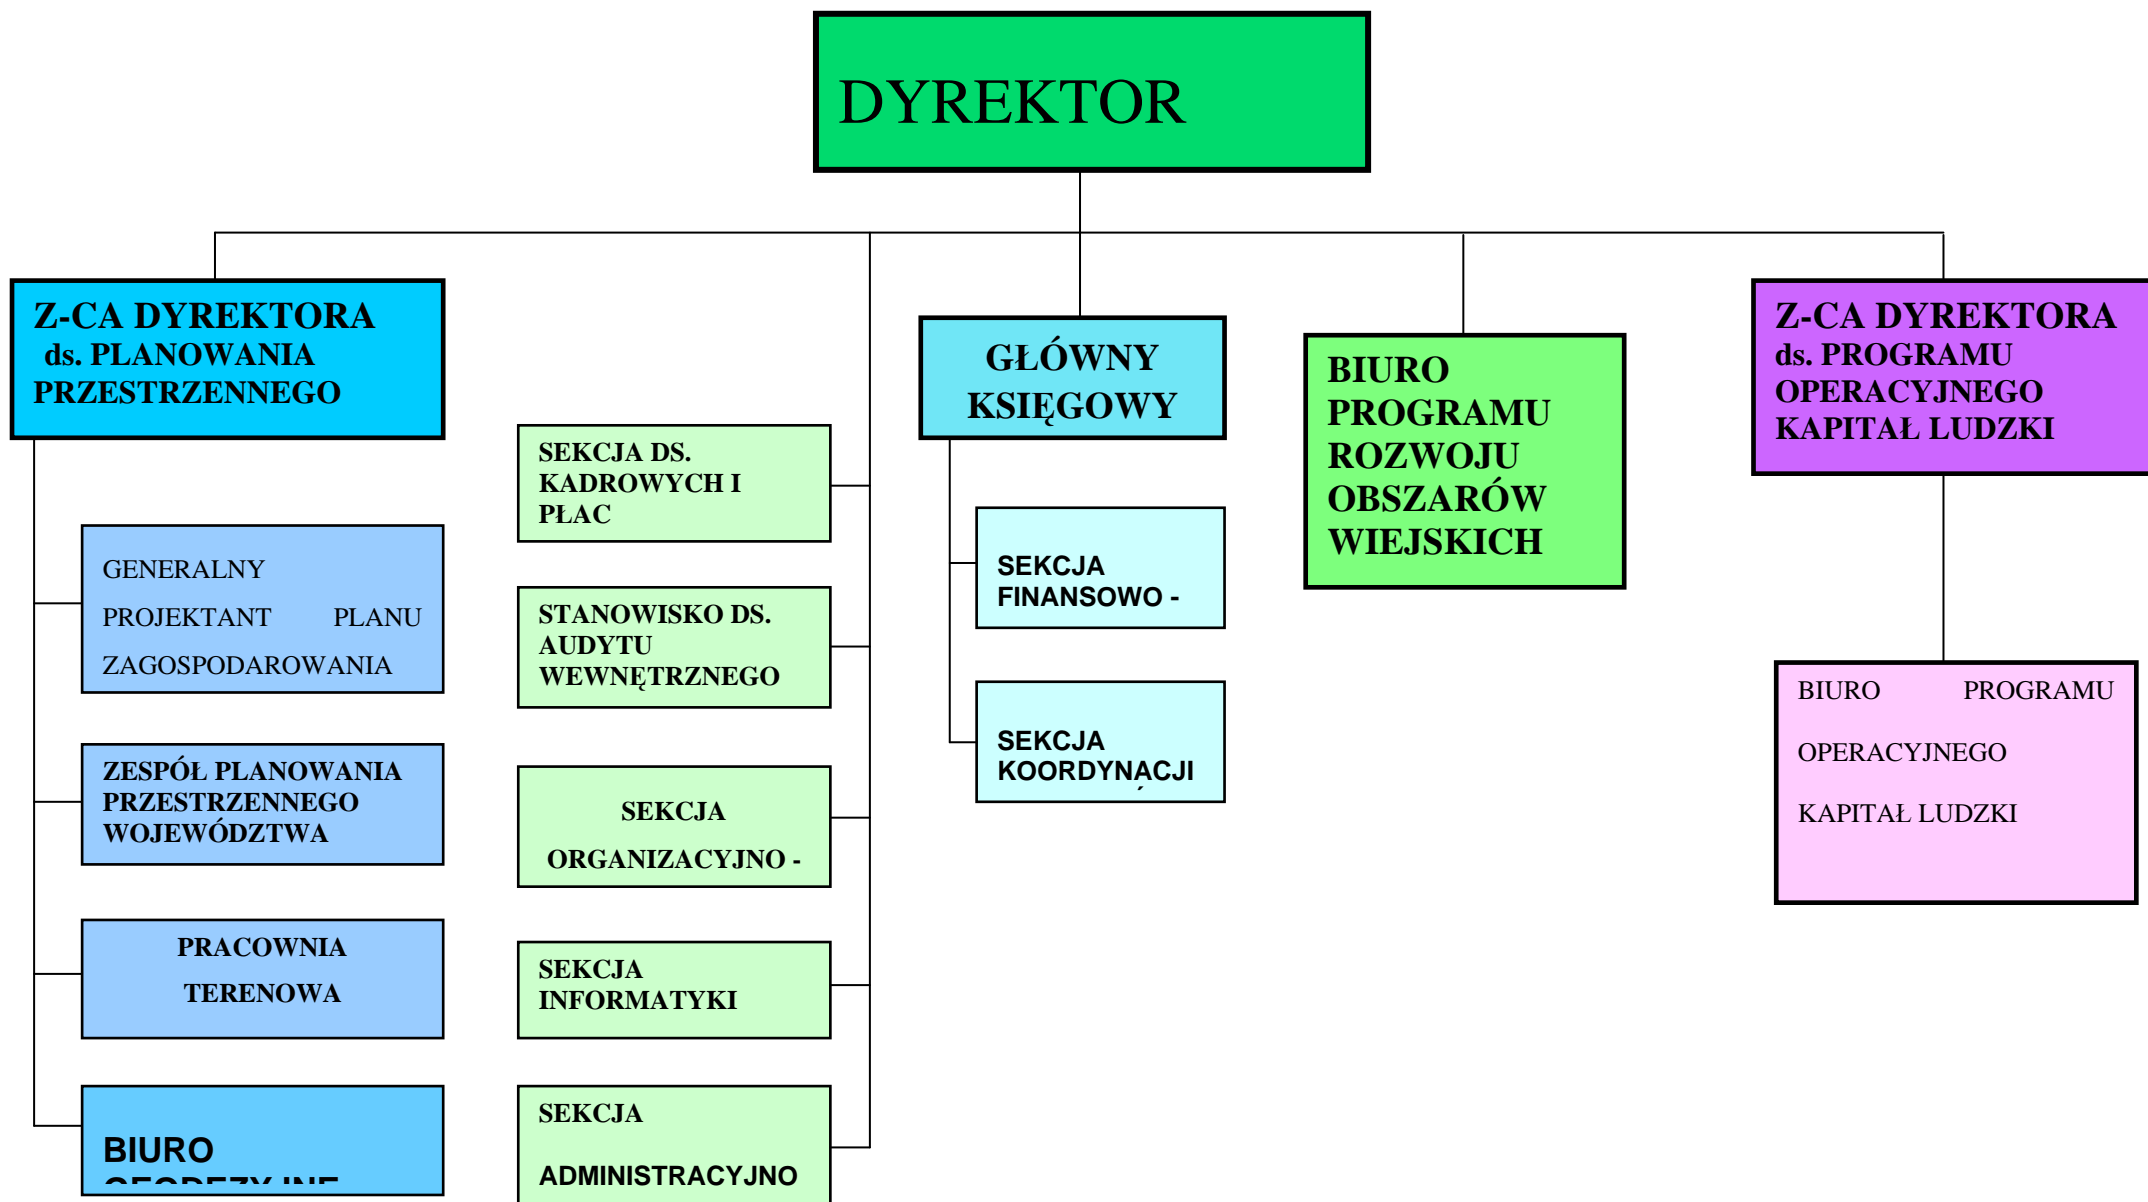 DYREKTOR
Z-CA DYREKTORA
ds. PLANOWANIA
PRZESTRZENNEGO
GENERALNY
PROJEKTANT PLANU
ZAGOSPODAROWANIA
ZESPÓŁ PLANOWANIA
PRZESTRZENNEGO
WOJEWÓDZTWA
PRACOWNIA
TERENOWA
BIURO
GEODEZYJNE
SEKCJA DS.
KADROWYCH I
PŁAC
STANOWISKO DS.
AUDYTU
WEWNĘTRZNEGO
SEKCJA
ORGANIZACYJNO -
SEKCJA
INFORMATYKI
SEKCJA
ADMINISTRACYJNO
GŁÓWNY
KSIĘGOWY
SEKCJA
FINANSOWO -
SEKCJA
KOORDYNACJI
BIURO
PROGRAMU
ROZWOJU
OBSZARÓW
WIEJSKICH
Z-CA DYREKTORA
ds. PROGRAMU
OPERACYJNEGO
KAPITAŁ LUDZKI
BIURO PROGRAMU
OPERACYJNEGO
KAPITAŁ LUDZKI